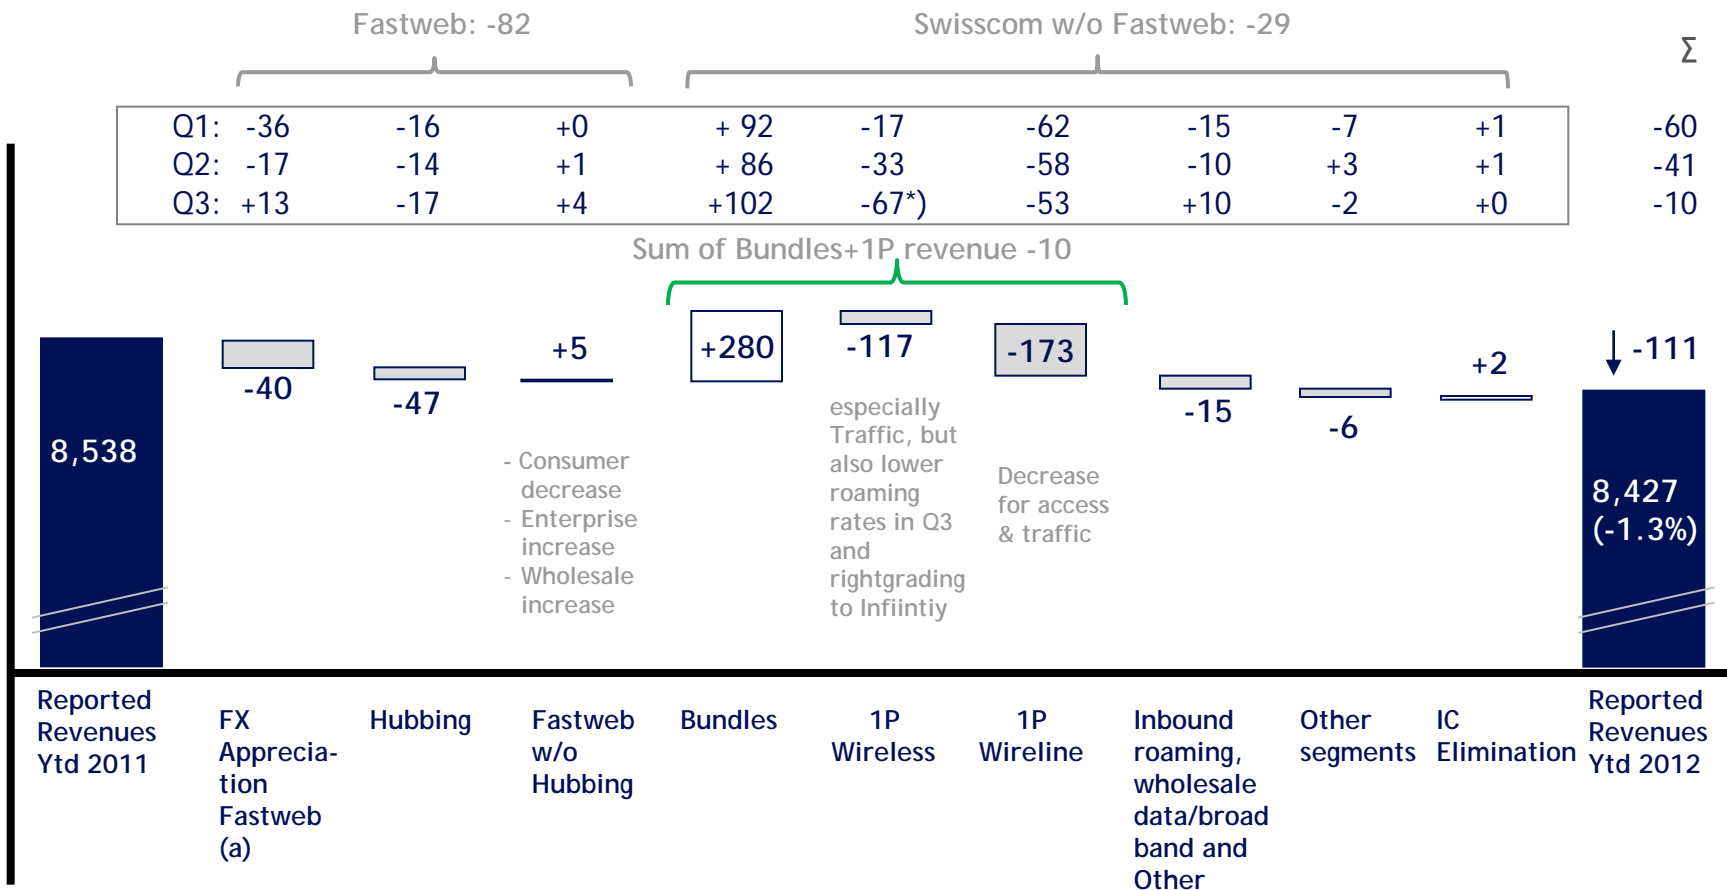 Fastweb: -82
Swisscom w/o Fastweb: -29
Σ
Q1: -36 -16 +0 + 92 -17 -62 -15 -7 +1 -60
Q2: -17 -14 +1 + 86 -33 -58 -10 +3 +1 -41
Q3: +13 -17 +4 +102 -67*) -53 +10 -2 +0 -10
Sum of Bundles+1P revenue -10
8,538
-40
-47
+5
+280
-117
-173
-15
-6
+2
-111
8,427
(-1.3%)
- Consumer
decrease
- Enterprise
increase
- Wholesale
increase
especially
Traffic, but
also lower
roaming
rates in Q3
and
rightgrading
to Infiintiy
Decrease
for access
& traffic
Reported
Revenues
Ytd 2011
FX
Apprecia-
tion
Fastweb
(a)
Hubbing
Fastweb
w/o
Hubbing
Bundles
1P
Wireless
1P
Wireline
Inbound
roaming,
wholesale
data/broad
band and
Other
Other
segments
IC
Elimination
Reported
Revenues
Ytd 2012